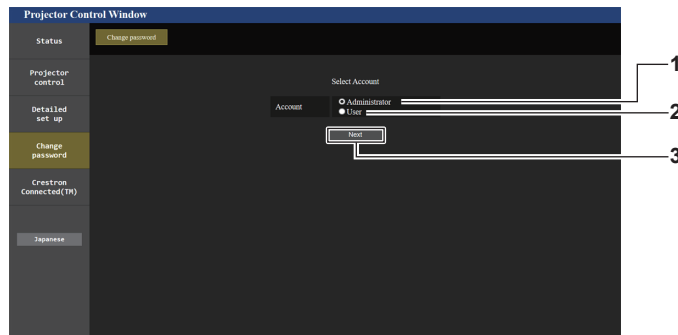 Projector Control Window
Status
Change password
Projector
control
Select Account
Account
Administrator
User
Detailed
set up
Next
Change
password
Crestron
Connected(TM)
Japanese
1
2
3